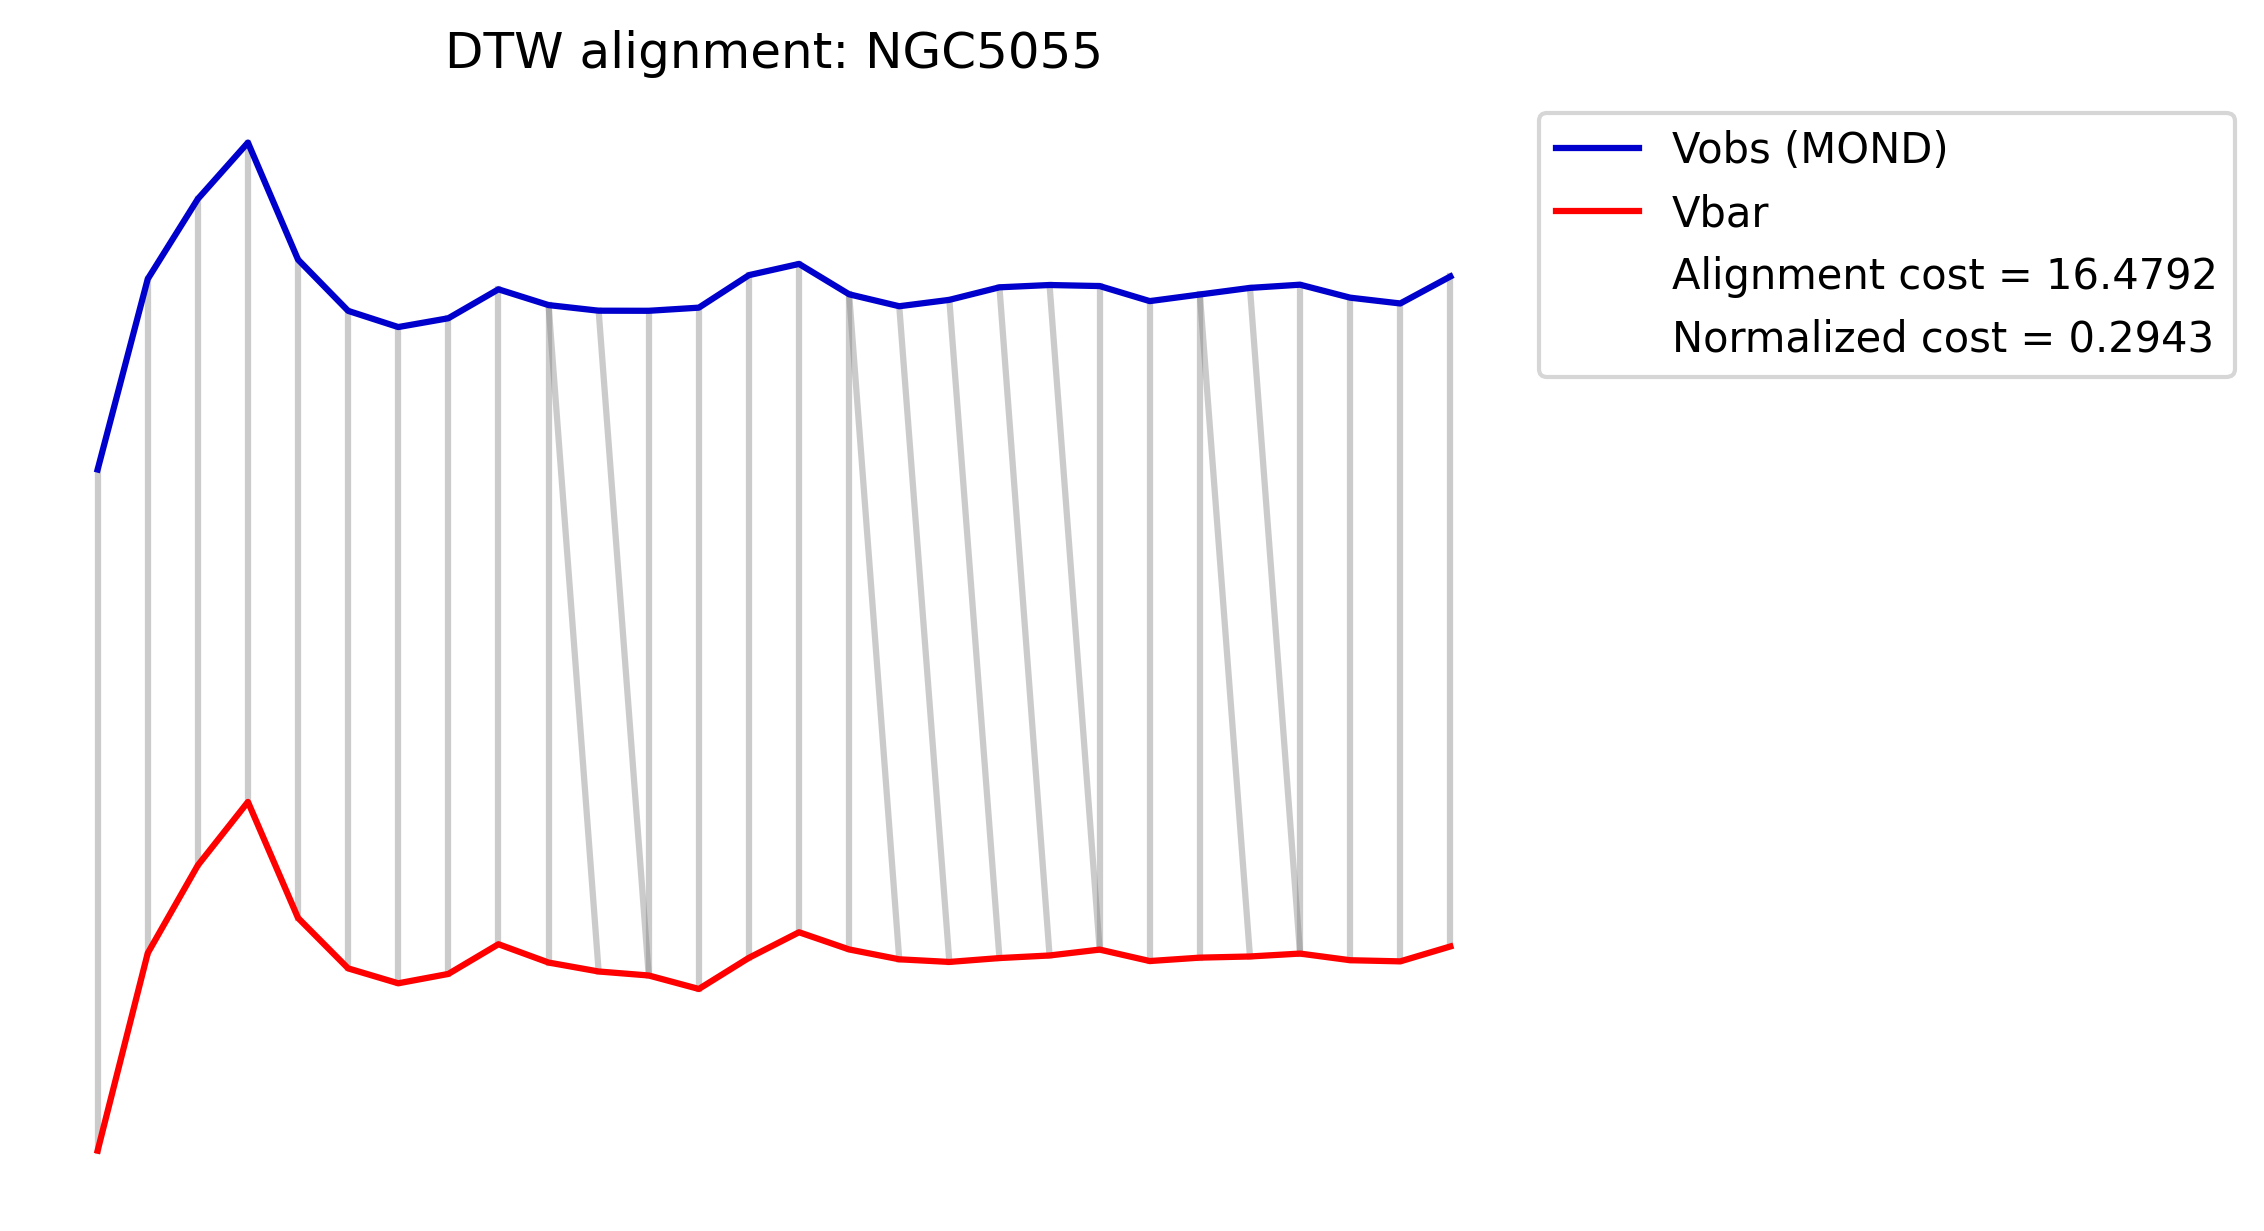 DTW alignment: NGC5055
Vobs (MOND)
Vbar
Alignment cost = 16.4792
Normalized cost = 0.2943